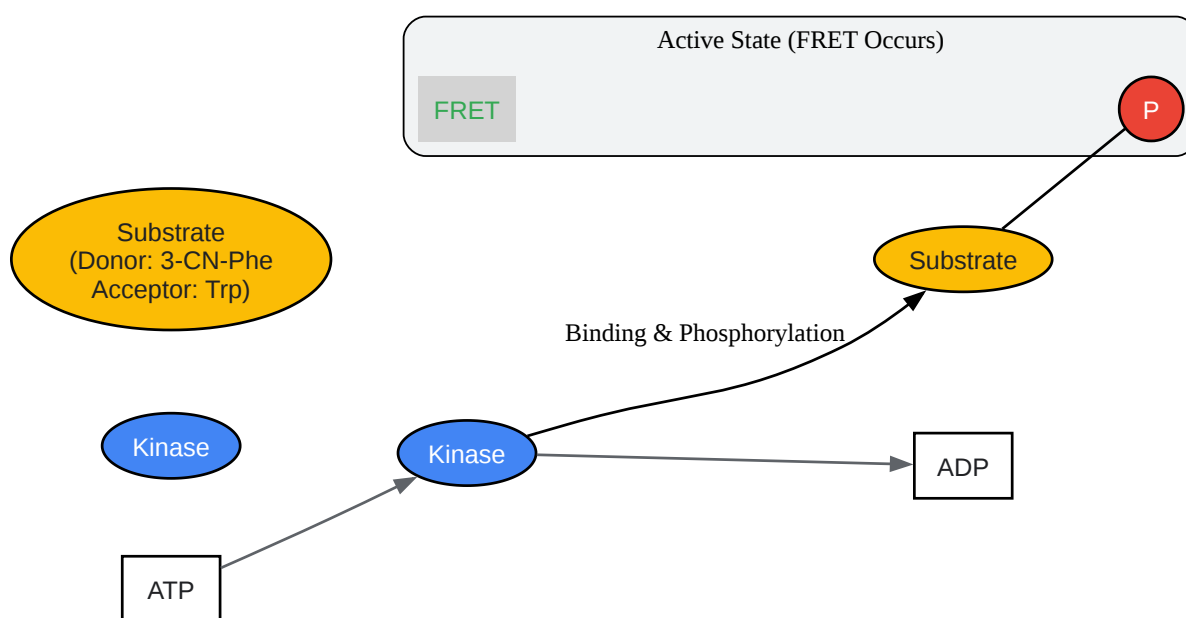 Active State (FRET Occurs)
FRET
P
Substrate
(Donor: 3-CN-Phe
Acceptor: Trp)
Substrate
Binding & Phosphorylation
Kinase
Kinase
ADP
ATP